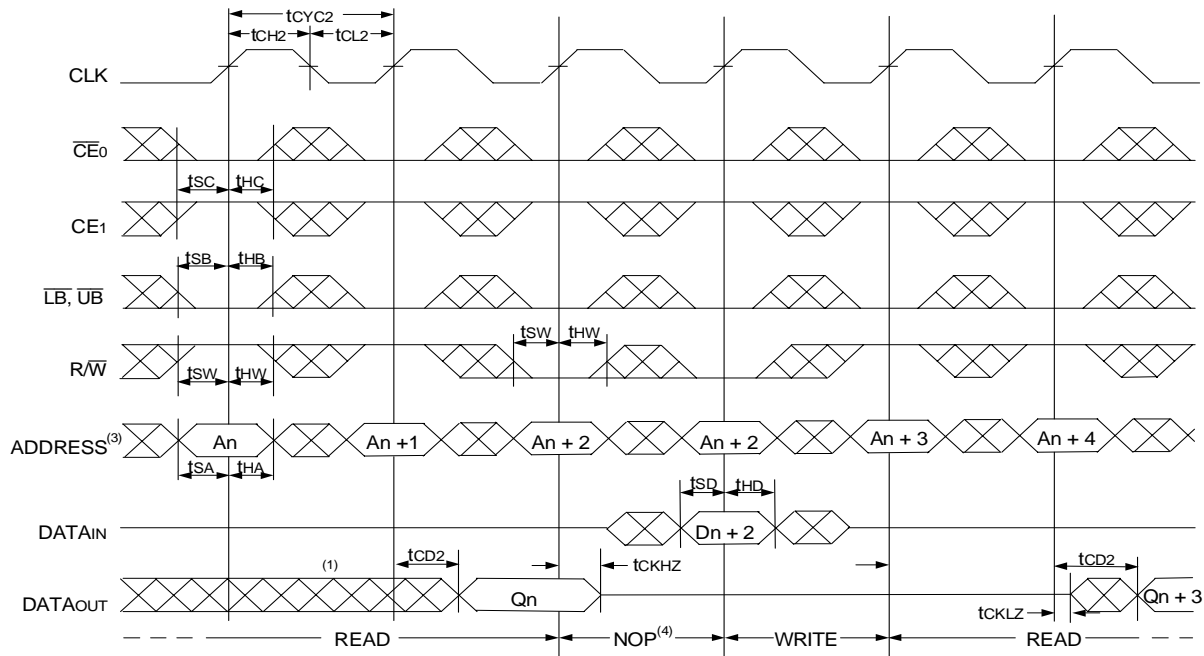 tCYC2
tCH2 tCL2
CLK
CE0
tSC tHC
CE1
tSB tHB
LB, UB
tSW tHW
R/W
tSW tHW
ADDRESS(3) An An +1 An + 2 An + 2 An + 3 An + 4
tSA tHA
tSD tHD
DATAIN Dn + 2
(1) tCD2 tCKHZ tCD2
DATAOUT Qn Qn + 3
tCKLZ
READ NOP(4) WRITE READ